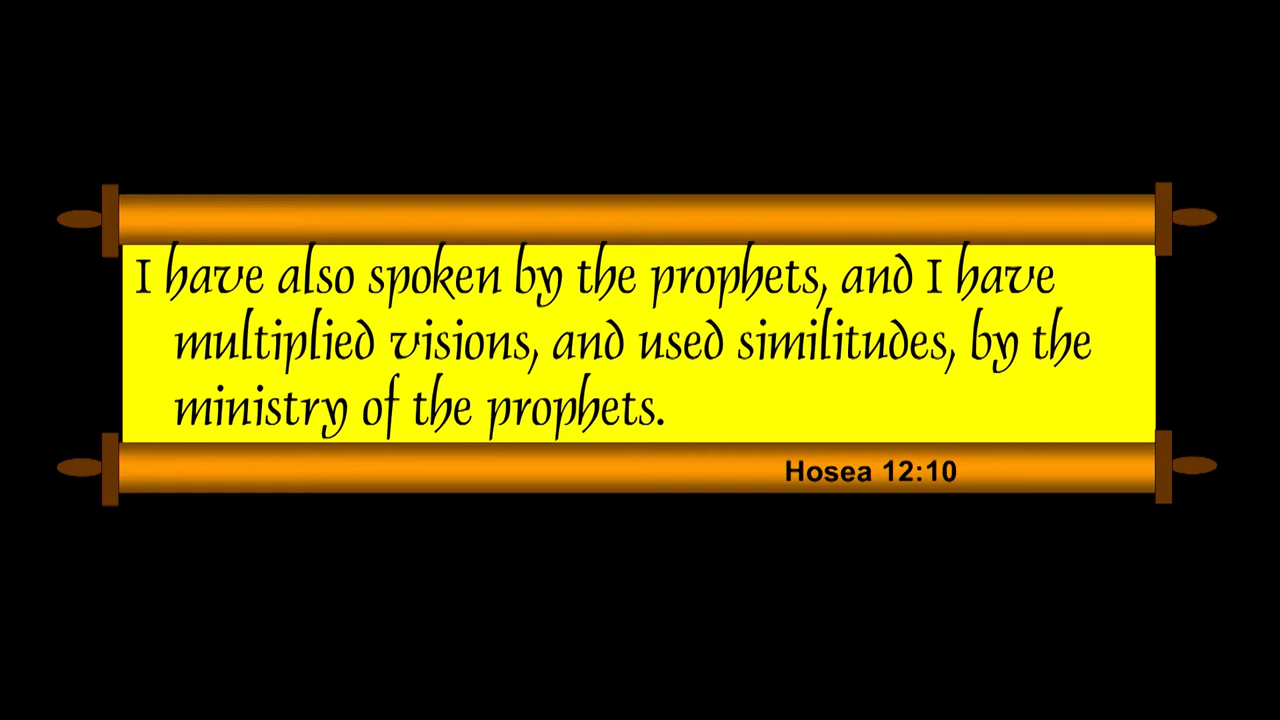 I have also spoken by the prophets, and I have
multiplied visions, and used similitudes, by the
ministry of the prophets.
Hosea 12:10